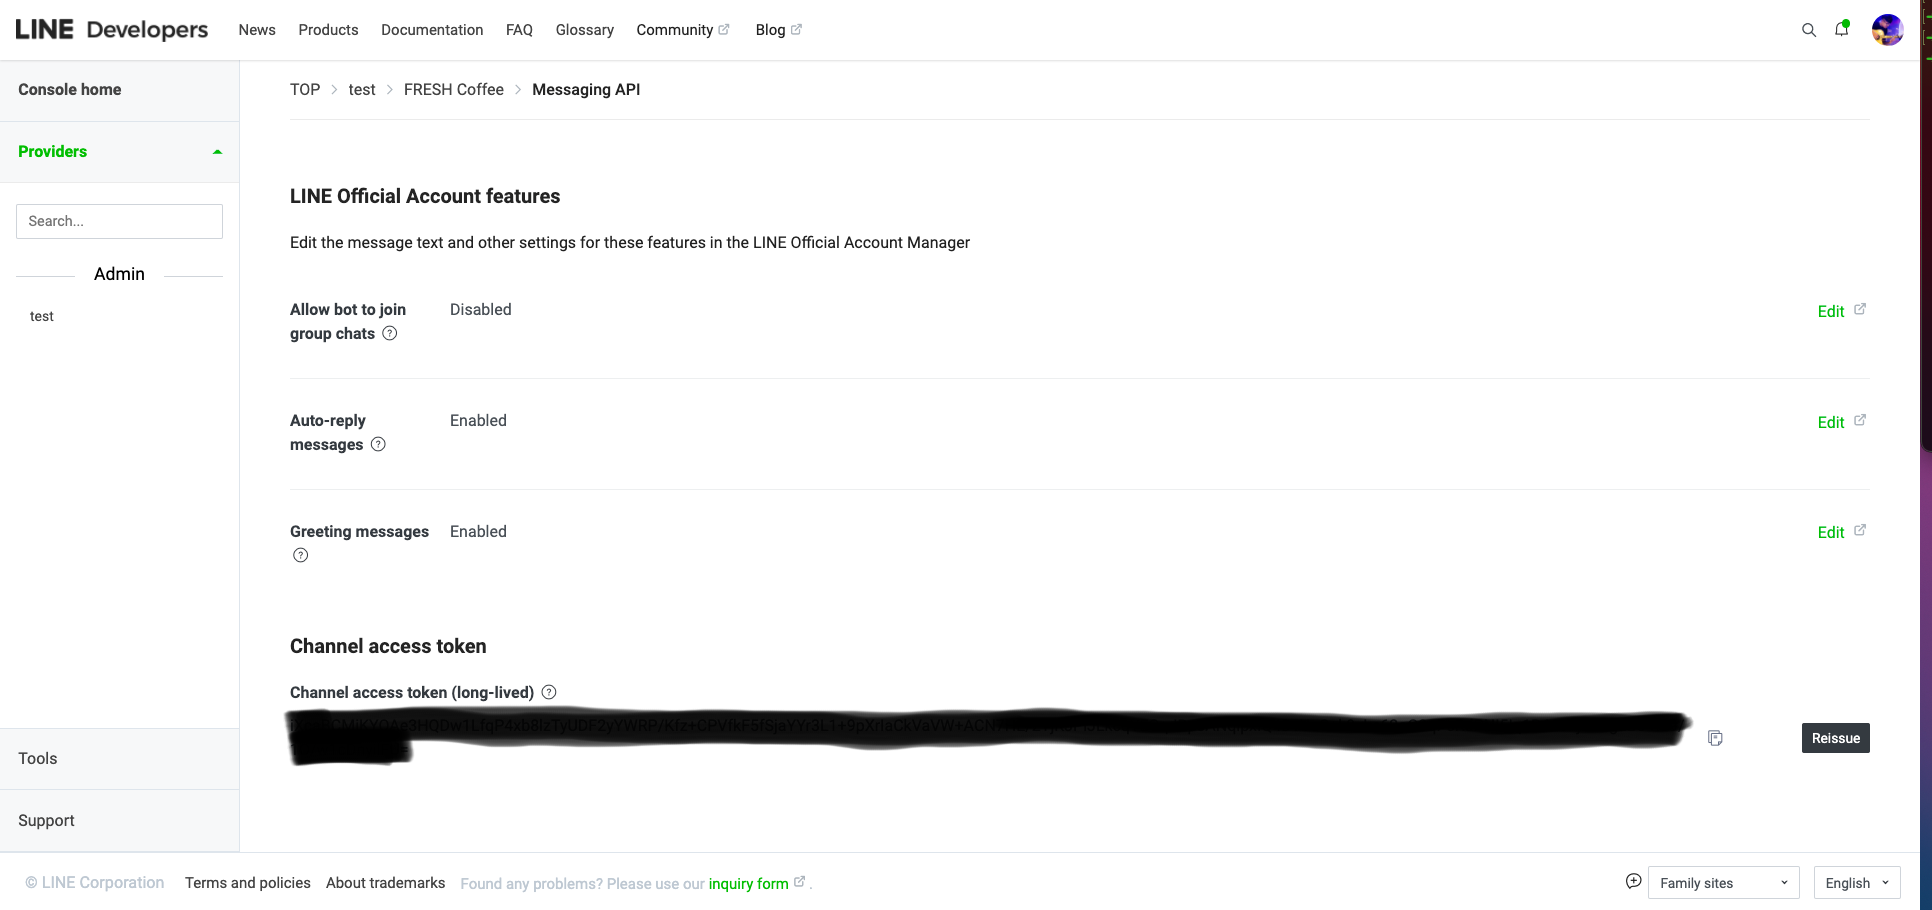 LINE Developers News Products Documentation FAQ Glossary Community Blog
Console home
Providers
Search...
Admin
test
Tools
Support
TOP > test > FRESH Coffee > Messaging API
LINE Official Account features
Edit the message text and other settings for these features in the LINE Official Account Manager
Allow bot to join Disabled Edit
group chats ?
Auto-reply Enabled Edit
messages ?
Greeting messages Enabled Edit
?
Channel access token
Channel access token (long-lived) ?
Reissue
© LINE Corporation Terms and policies About trademarks Found any problems? Please use our inquiry form . Family sites English